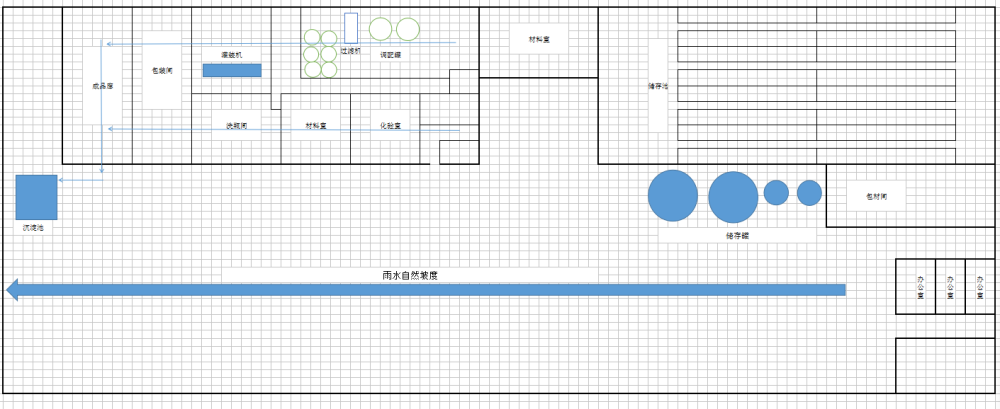 材料室
灌装机
过滤机
调配罐
包装间
成品库
储存池
洗瓶间
材料室
化验室
包材间
沉淀池
储存罐
雨水自然坡度
办公室
办公室
办公室